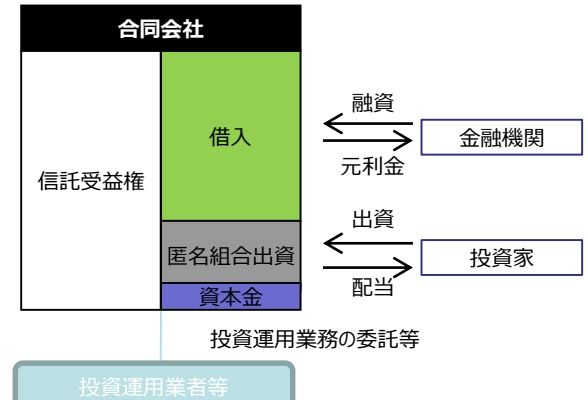 合同会社
信託受益権
借入
匿名組合出資
資本金
融資
元利金
金融機関
出資
配当
投資家
投資運用業務の委託等
投資運用業者等